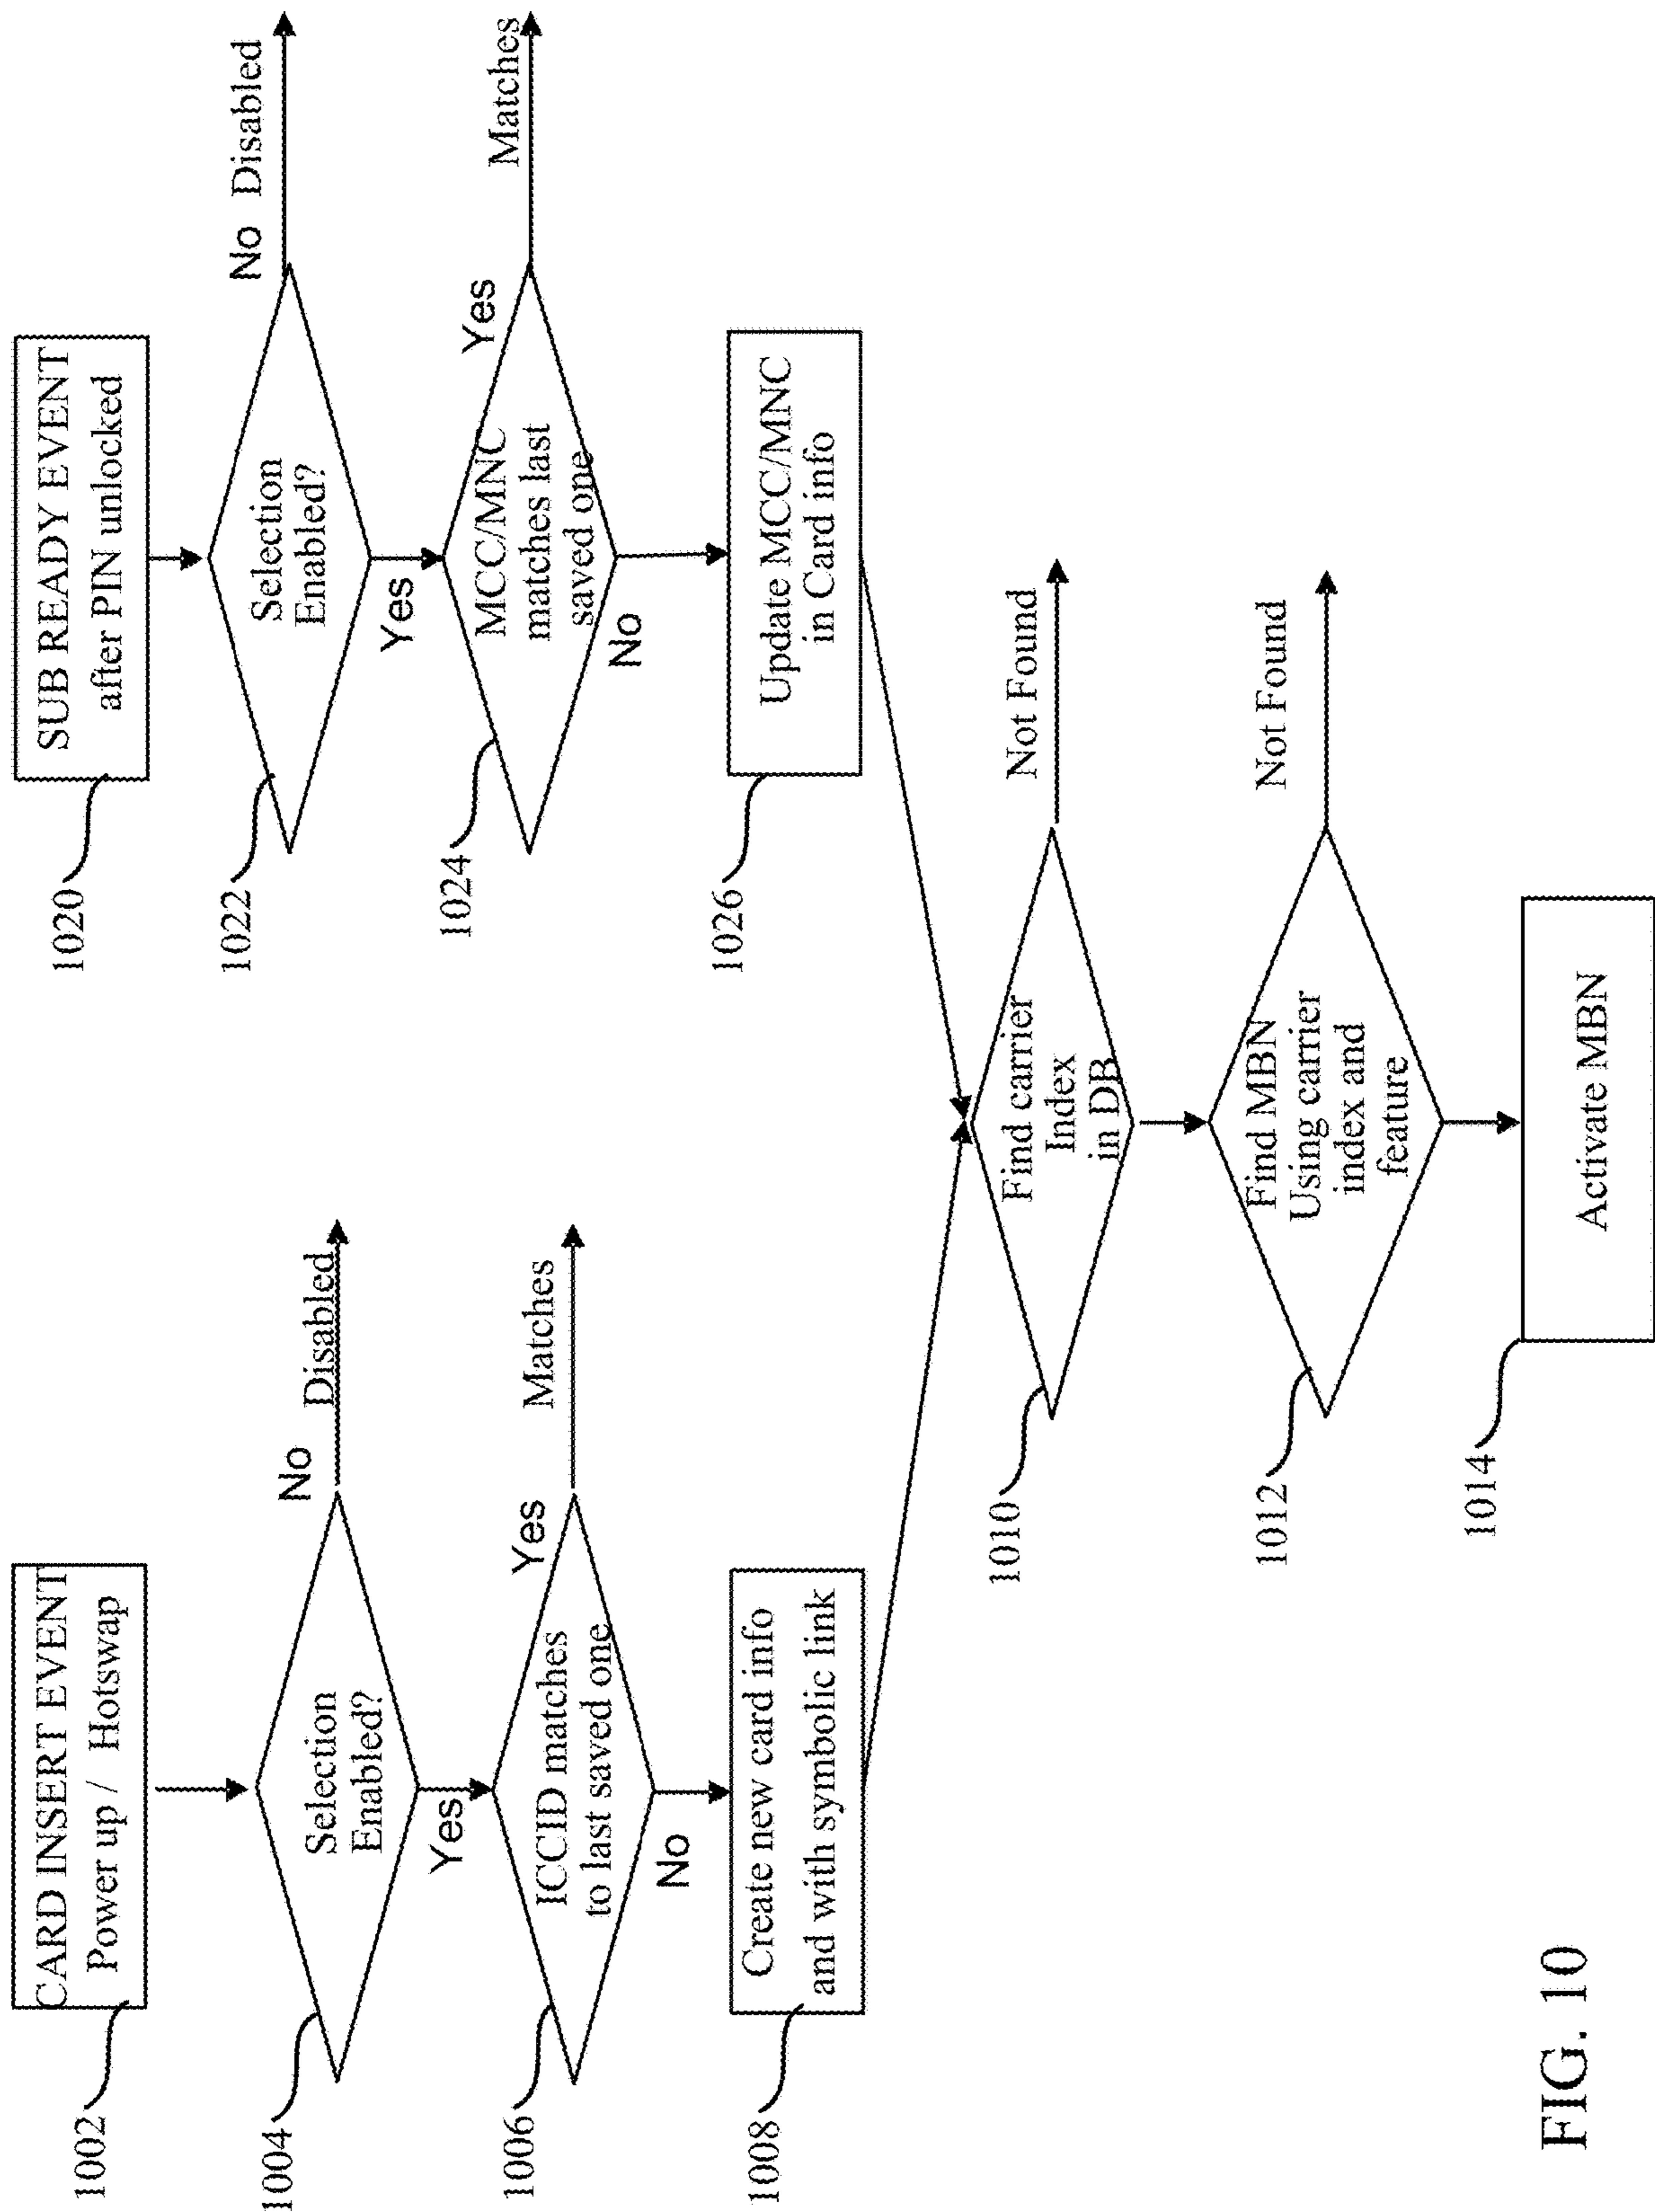 1002
CARD INSERT EVENT
Power up / Hotswap
1004
Selection
Enabled?
No
Disabled
Yes
1006
ICCID matches
to last saved one
Yes
Matches
No
1008
Create new card info
and with symbolic link
1020
SUB READY EVENT
after PIN unlocked
1022
Selection
Enabled?
No Disabled
Yes
1024
MCC/MNC
matches last
saved one
Yes
Matches
No
1026
Update MCC/MNC
in Card info
1010
Find carrier
Index
in DB
Not Found
1012
Find MBN
Using carrier
index and
feature
Not Found
1014
Activate MBN
FIG. 10